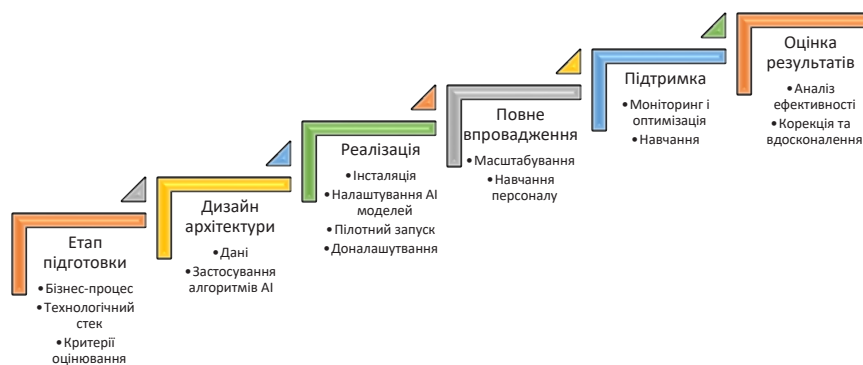 Етап
підготовки
•Бізнес-процес
•Технологічний
стек
•Критерії
оцінювання
Дизайн
архітектури
•Дані
•Застосування
алгоритмів AI
Реалізація
•Інсталяція
•Налаштування AI
моделей
•Пілотний запуск
•Доналашутвання
Повне
впровадження
•Масштабування
•Навчання
персоналу
Підтримка
•Моніторинг і
оптимізація
•Навчання
Оцінка
результатів
•Аналіз
ефективності
•Корекція та
вдосконалення